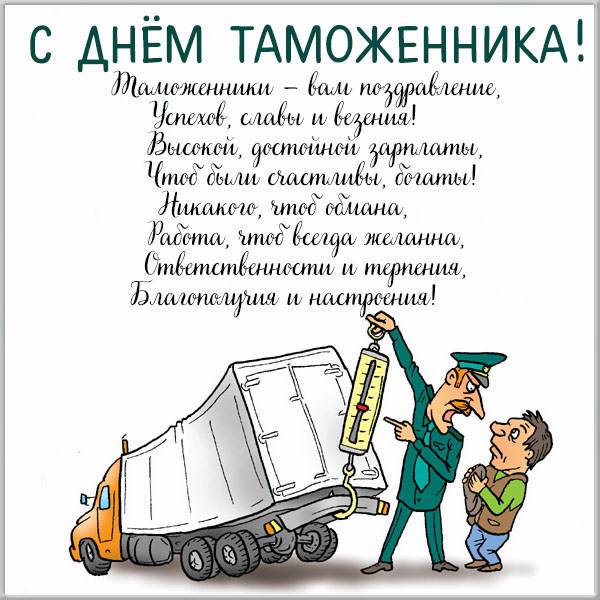 С ДНЁМ ТАМОЖЕННИКА!
Таможенники – вам поздравление,
Успехов, славы и везения!
Высокой, достойной зарплаты,
Чтоб были счастливы, богаты!
Никакого, чтоб обмана,
Работа, чтоб всегда желанна,
Ответственности и терпения,
Благополучия и настроения!